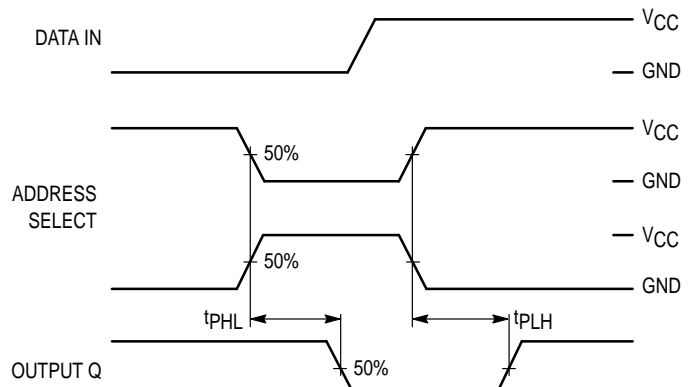 DATA IN
VCC
GND
VCC
50%
GND
ADDRESS
SELECT
VCC
50%
GND
tPHL
tPLH
OUTPUT Q
50%